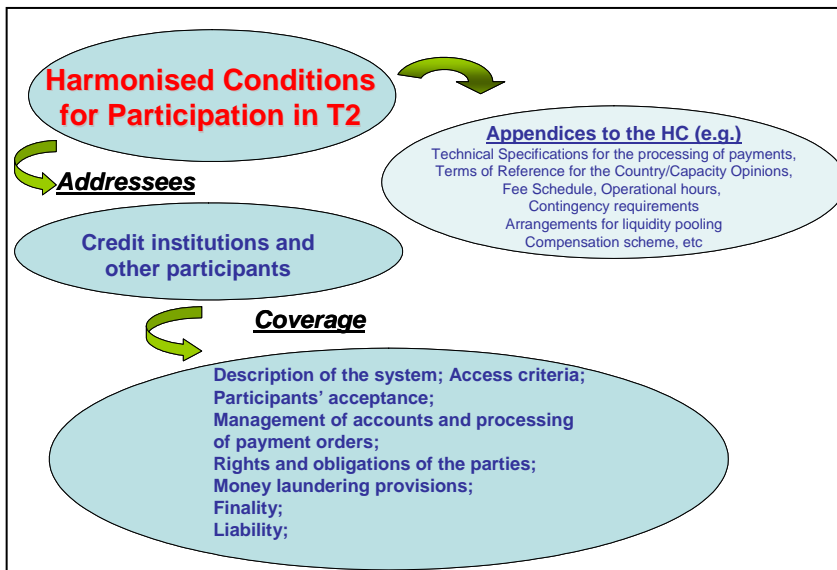 Harmonised Conditions
for Participation in T2
Appendices to the HC (e.g.)
Technical Specifications for the processing of payments,
Terms of Reference for the Country/Capacity Opinions,
Fee Schedule, Operational hours,
Contingency requirements
Arrangements for liquidity pooling
Compensation scheme, etc
Addressees
Credit institutions and
other participants
Coverage
Description of the system; Access criteria;
Participants’ acceptance;
Management of accounts and processing
of payment orders;
Rights and obligations of the parties;
Money laundering provisions;
Finality;
Liability;